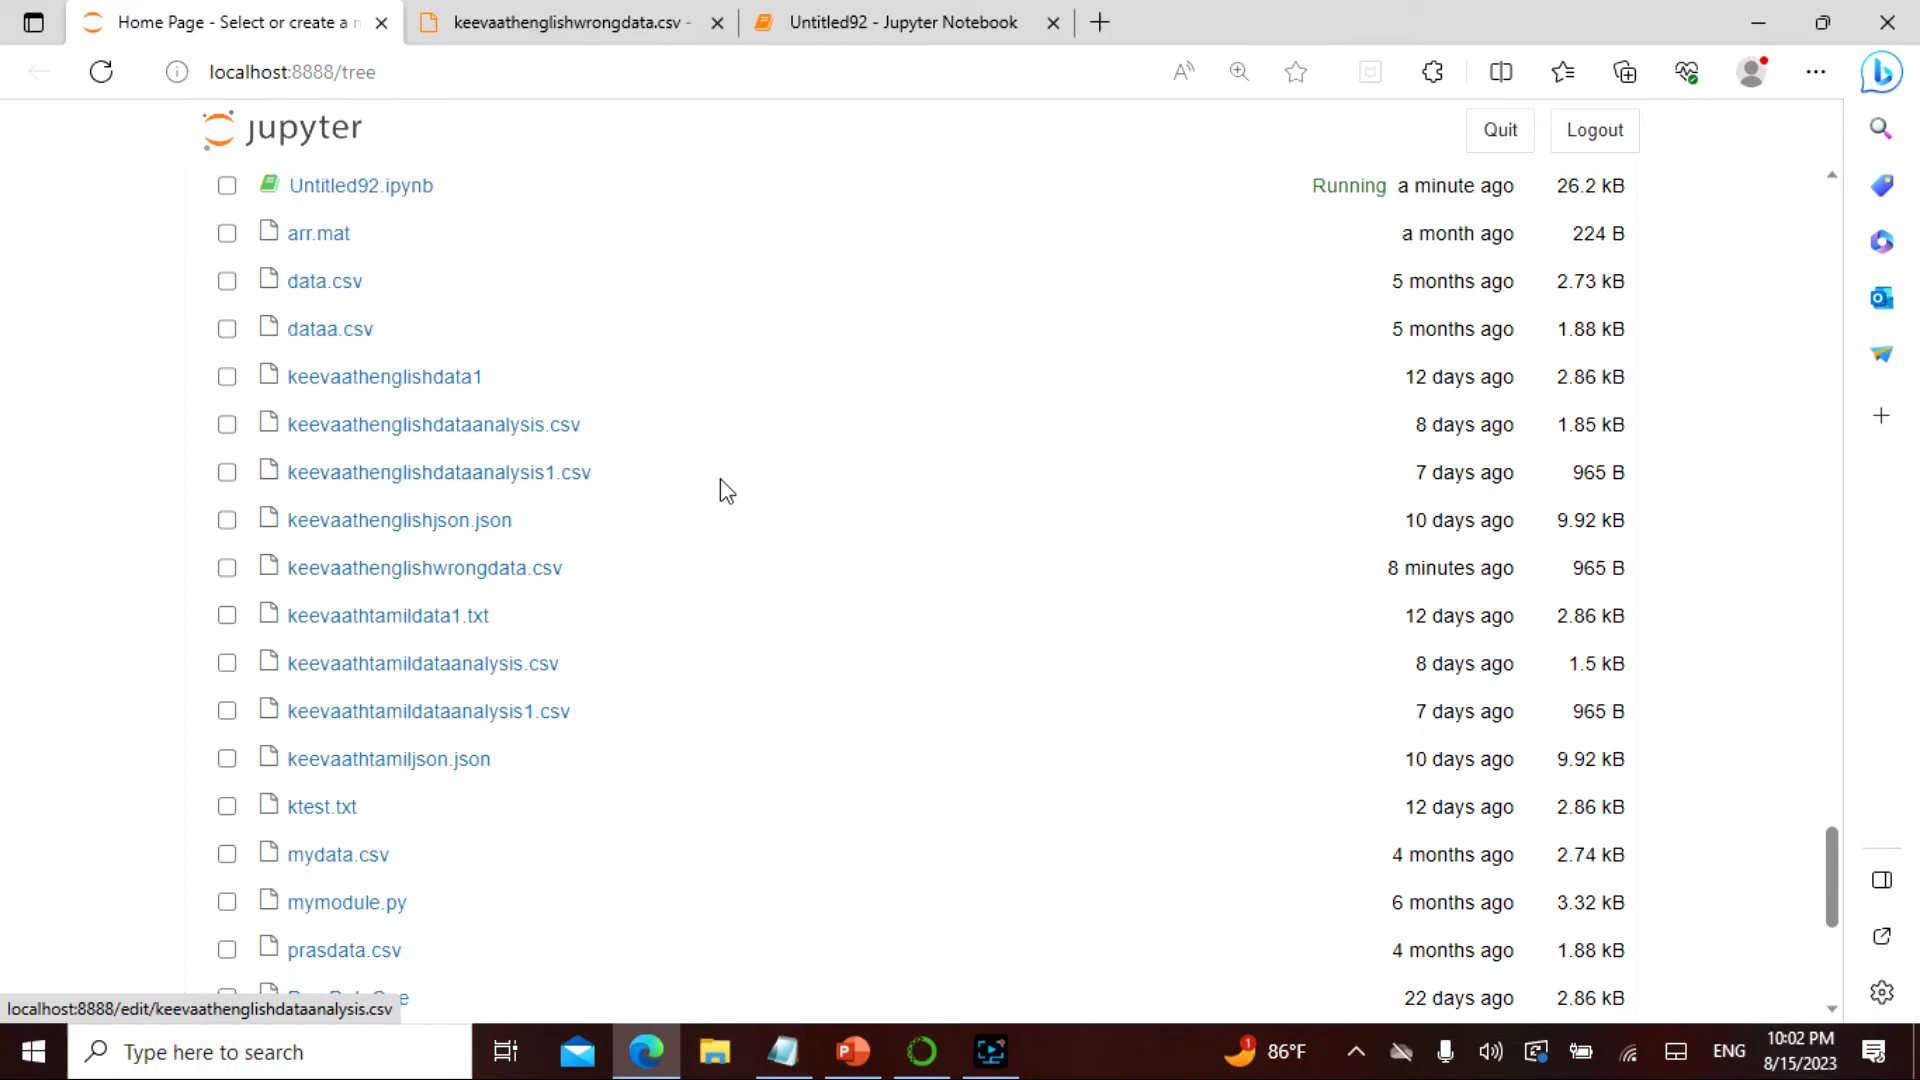 Home Page - Select or create a n
keevaathenglishwrongdata.csv -
Untitled92 - Jupyter Notebook
localhost:8888/tree
jupyter
Quit
Logout
Untitled92.ipynb Running a minute ago 26.2 kB
arr.mat a month ago 224 B
data.csv 5 months ago 2.73 kB
dataa.csv 5 months ago 1.88 kB
keevaathenglishdata1 12 days ago 2.86 kB
keevaathenglishdataanalysis.csv 8 days ago 1.85 kB
keevaathenglishdataanalysis1.csv 7 days ago 965 B
keevaathenglishjson.json 10 days ago 9.92 kB
keevaathenglishwrongdata.csv 8 minutes ago 965 B
keevaathtamildata1.txt 12 days ago 2.86 kB
keevaathtamildataanalysis.csv 8 days ago 1.5 kB
keevaathtamildataanalysis1.csv 7 days ago 965 B
keevaathtamiljson.json 10 days ago 9.92 kB
ktest.txt 12 days ago 2.86 kB
mydata.csv 4 months ago 2.74 kB
mymodule.py 6 months ago 3.32 kB
prasdata.csv 4 months ago 1.88 kB
22 days ago 2.86 kB
localhost:8888/edit/keevaathenglishdataanalysis.csv
Type here to search
1
86°F
ENG
10:02 PM
8/15/2023